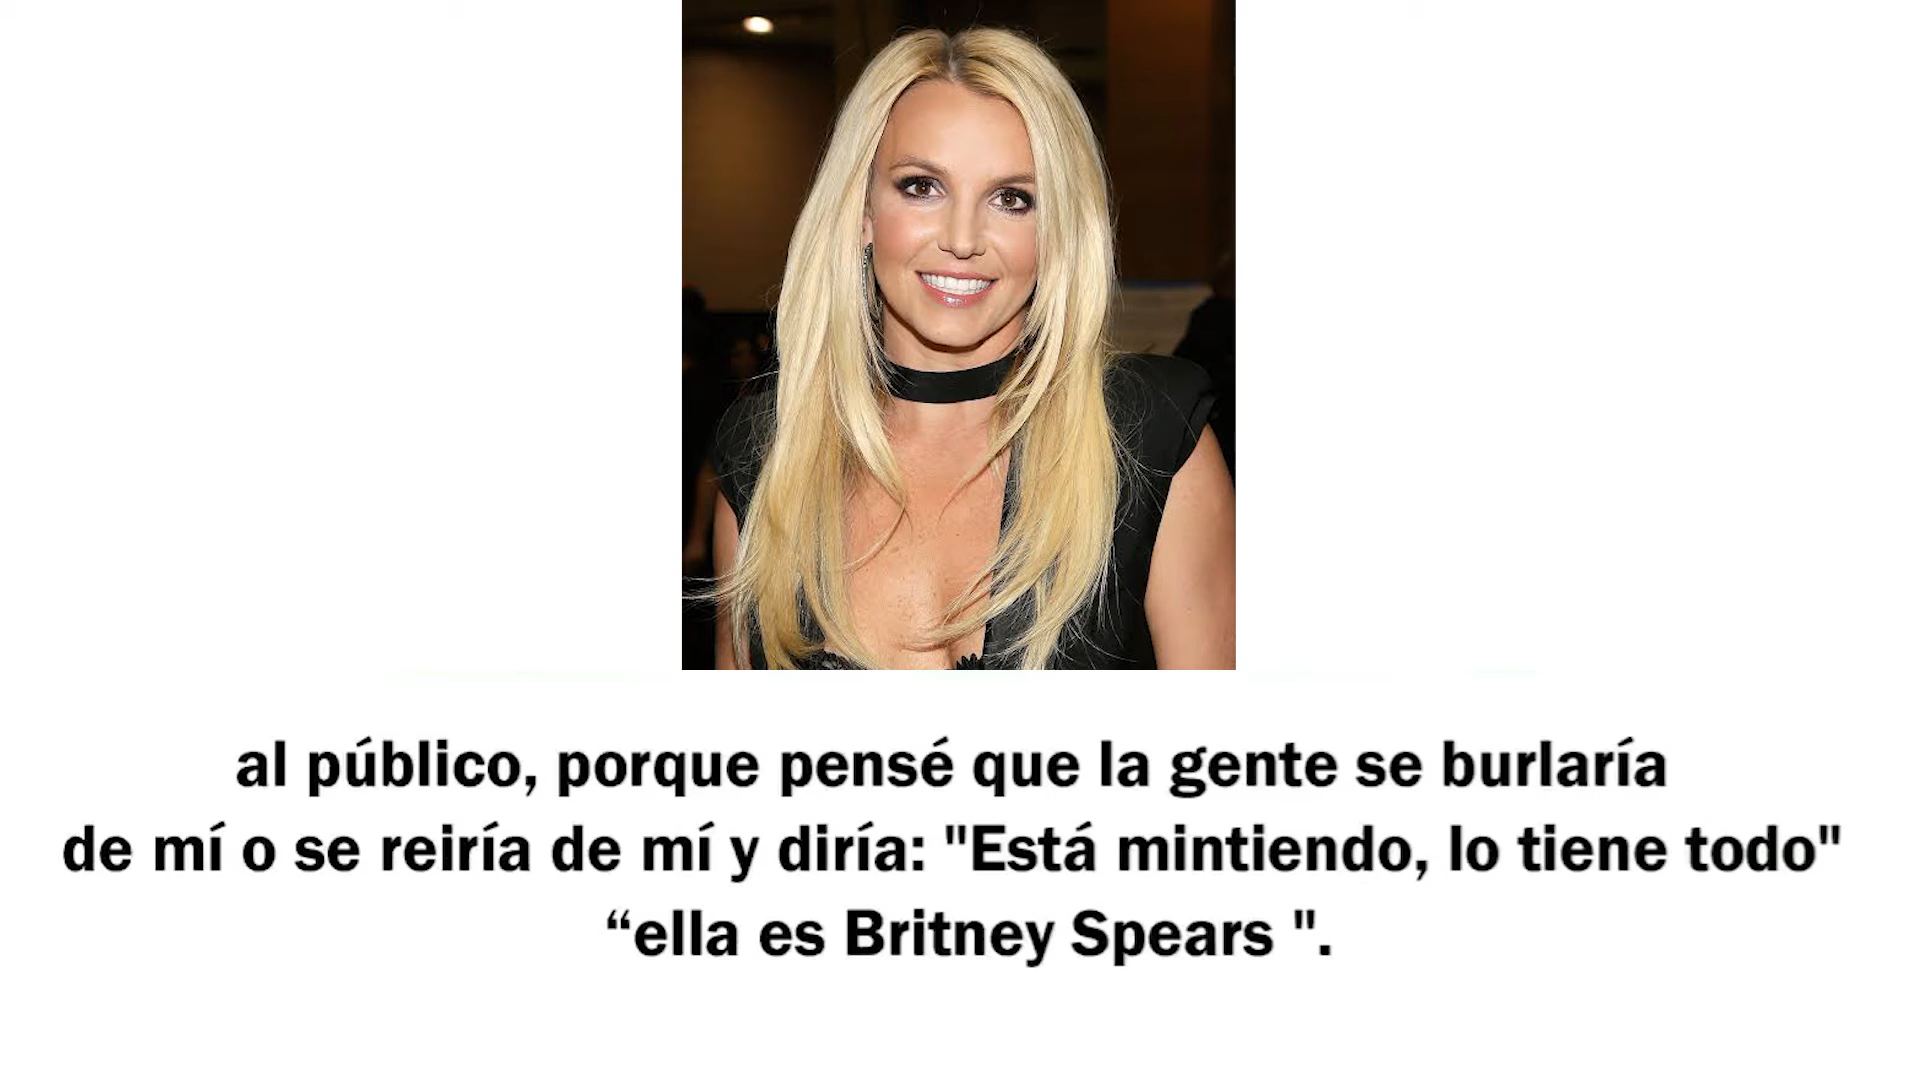 al público, porque pensé que la gente se burlaría
de mí o se reiría de mí y diría: "Está mintiendo, lo tiene todo"
“ella es Britney Spears ".